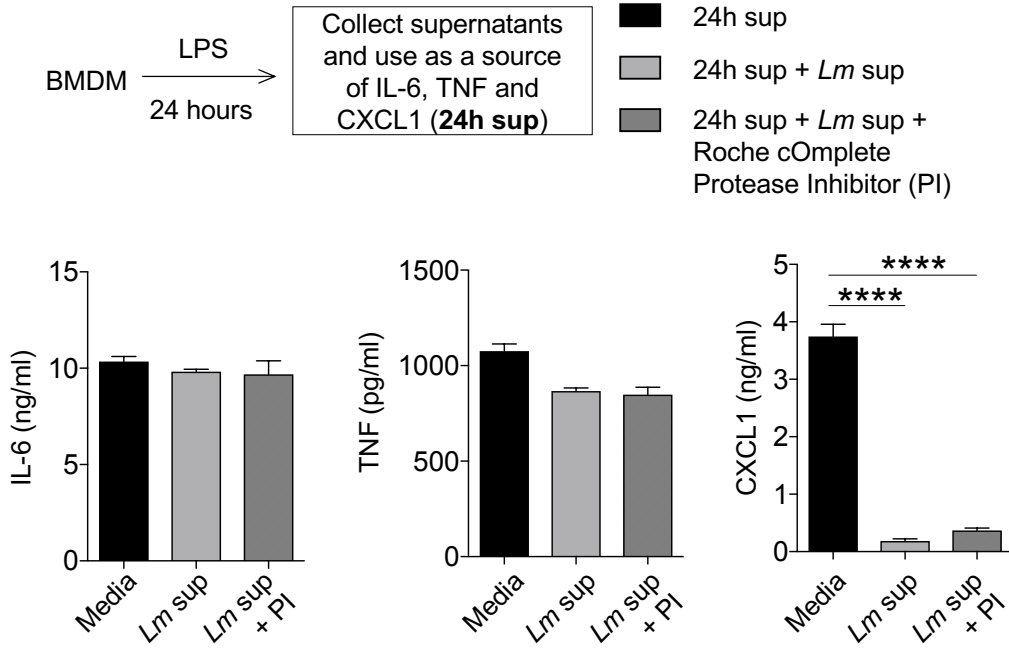 BMDM
LPS
24 hours
Collect supernatants
and use as a source
of IL-6, TNF and
CXCL1 (24h sup)
24h sup
24h sup + Lm sup
24h sup + Lm sup +
Roche cOmplete
Protease Inhibitor (PI)
IL-6 (ng/ml)
15
10
5
0
Media
Lm sup
Lm sup
+ PI
TNF (pg/ml)
1500
1000
500
0
Media
Lm sup
Lm sup
+ PI
CXCL1 (ng/ml)
5
4
3
2
1
0
****
****
Media
Lm sup
Lm sup
+ PI